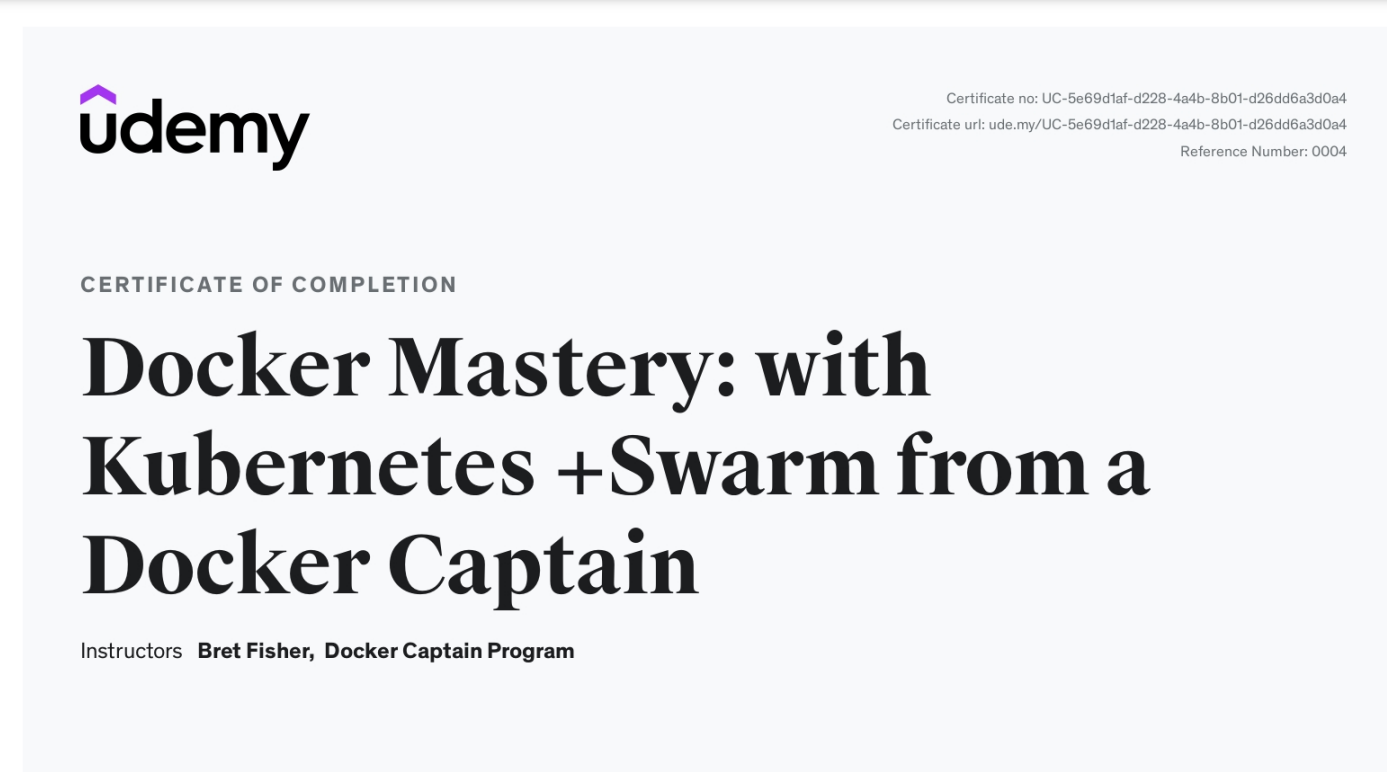 udemy
Certificate no: UC-5e69d1af-d228-4a4b-8b01-d26dd6a3d0a4
Certificate url: ude.my/UC-5e69d1af-d228-4a4b-8b01-d26dd6a3d0a4
Reference Number: 0004
CERTIFICATE OF COMPLETION
Docker Mastery: with
Kubernetes +Swarm from a
Docker Captain
Instructors Bret Fisher, Docker Captain Program